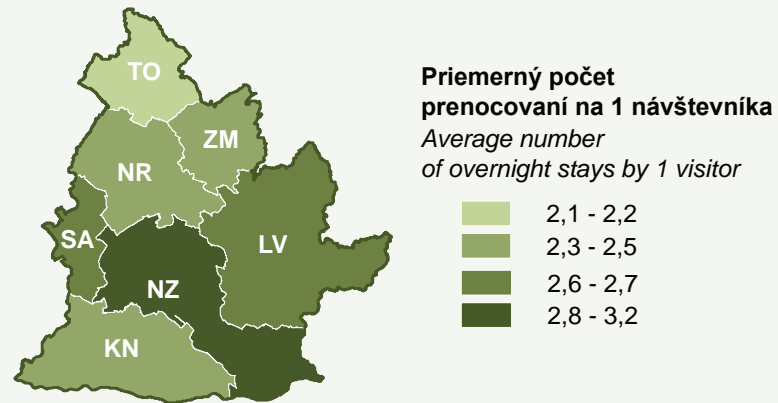 TO
ZM
NR
SA
LV
NZ
KN
Priemerný počet
prenocovaní na 1 návštevníka
Average number
of overnight stays by 1 visitor
2,1 - 2,2
2,3 - 2,5
2,6 - 2,7
2,8 - 3,2